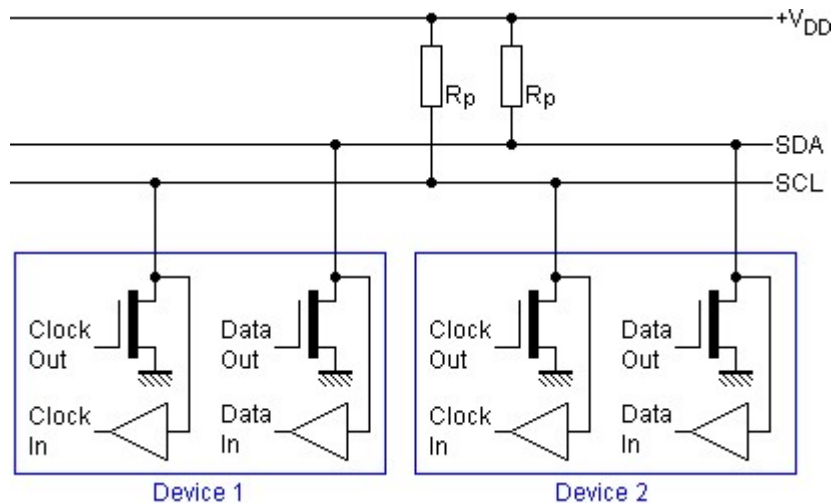 +VDD
Rp Rp
SDA
SCL
Clock Out
Data Out
Clock Out
Data Out
Clock In
Data In
Clock In
Data In
Device 1
Device 2